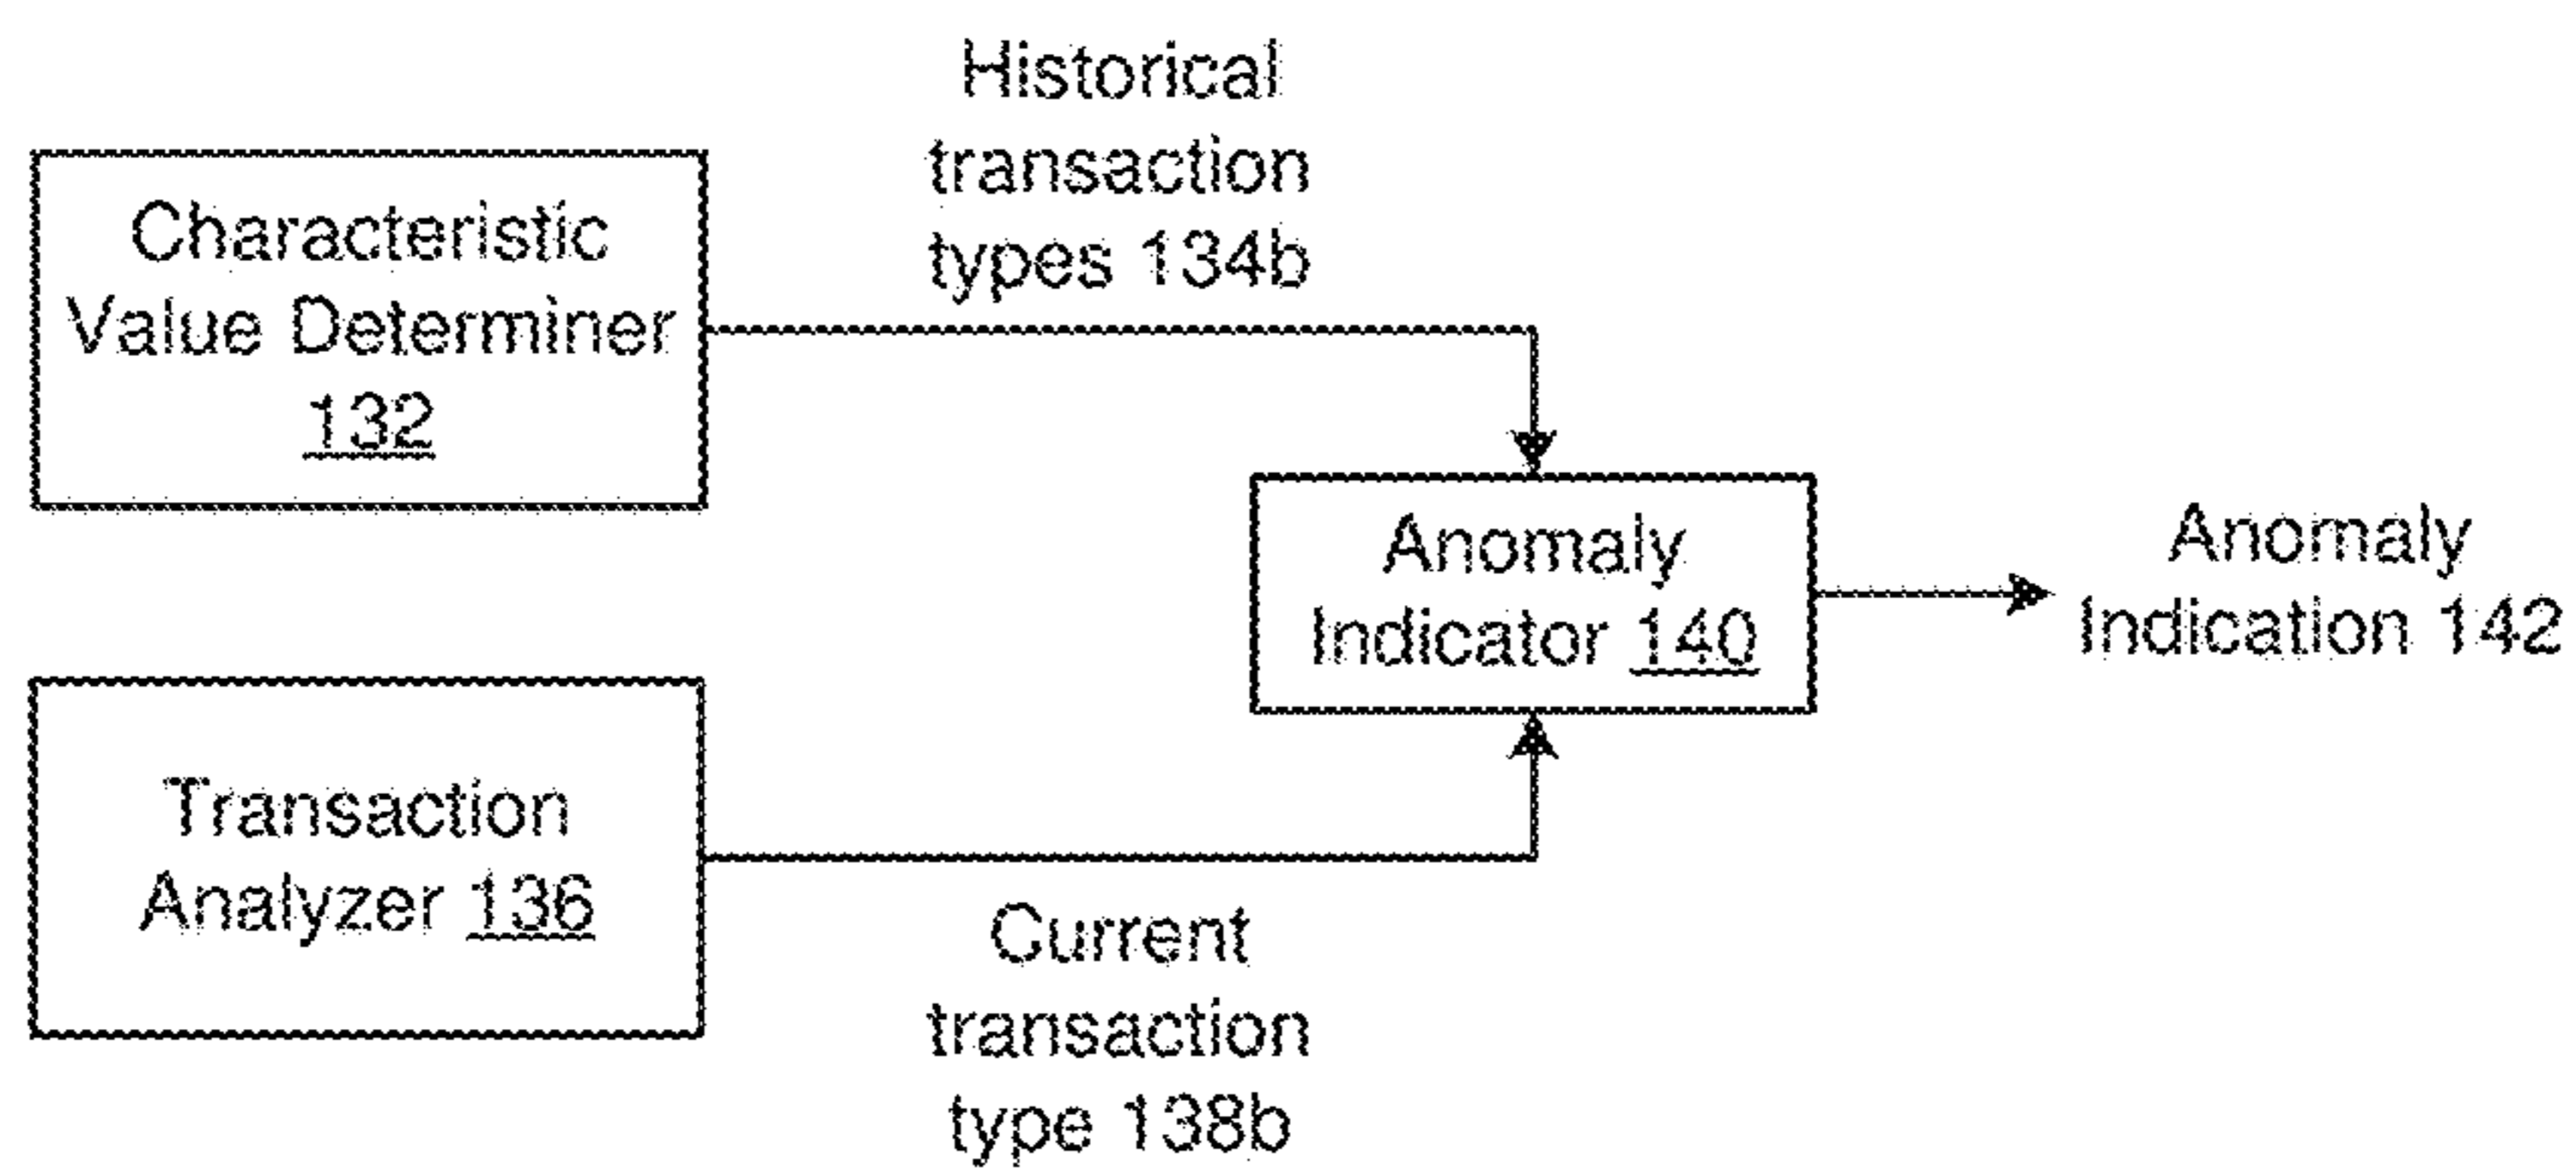 Historical
transaction
types 134b
Characteristic
Value Determiner
132
Anomaly
Indicator 140
Anomaly
Indication 142
Transaction
Analyzer 136
Current
transaction
type 138b